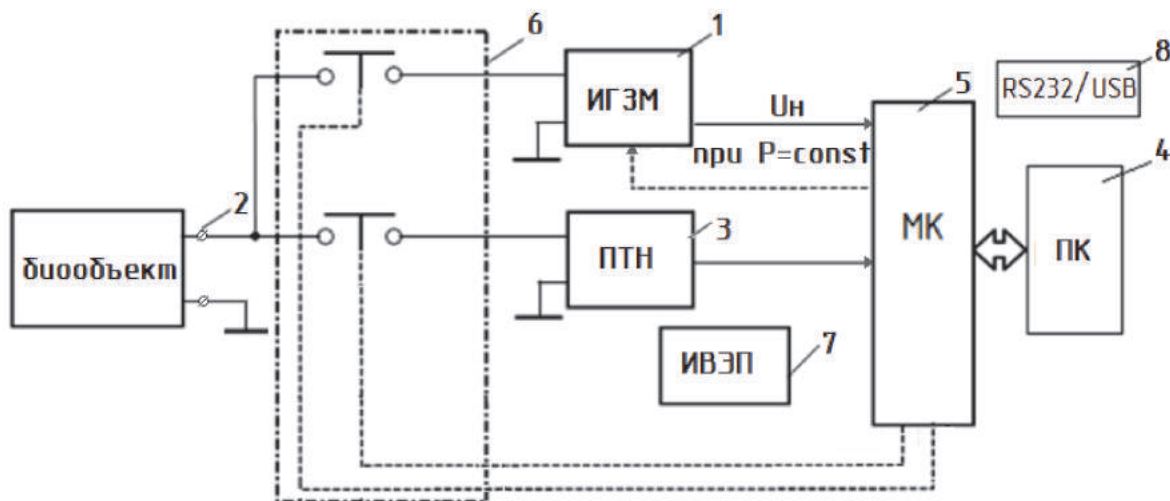 6
1
8
ИГЗМ
Uн
5
RS232/USB
при P=const
4
2
3
МК
биообъект
ПТН
ПК
ИВЭП
7